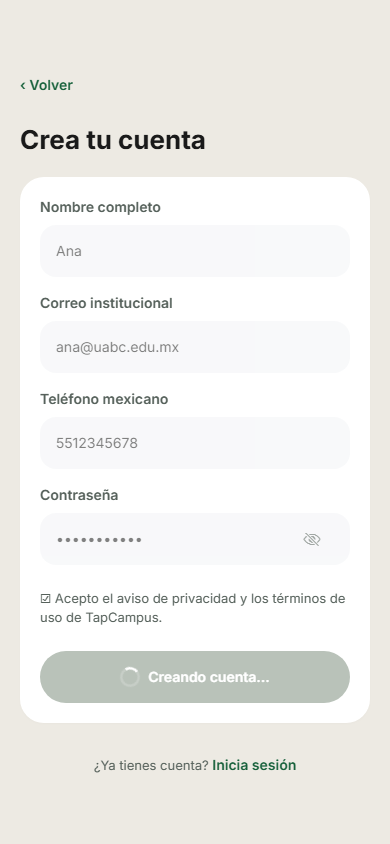 ‹ Volver
Crea tu cuenta
Nombre completo
Ana
Correo institucional
ana@uabc.edu.mx
Teléfono mexicano
5512345678
Contraseña
•••••••••••
☑ Acepto el aviso de privacidad y los términos de
uso de TapCampus.
Creando cuenta...
¿Ya tienes cuenta? Inicia sesión